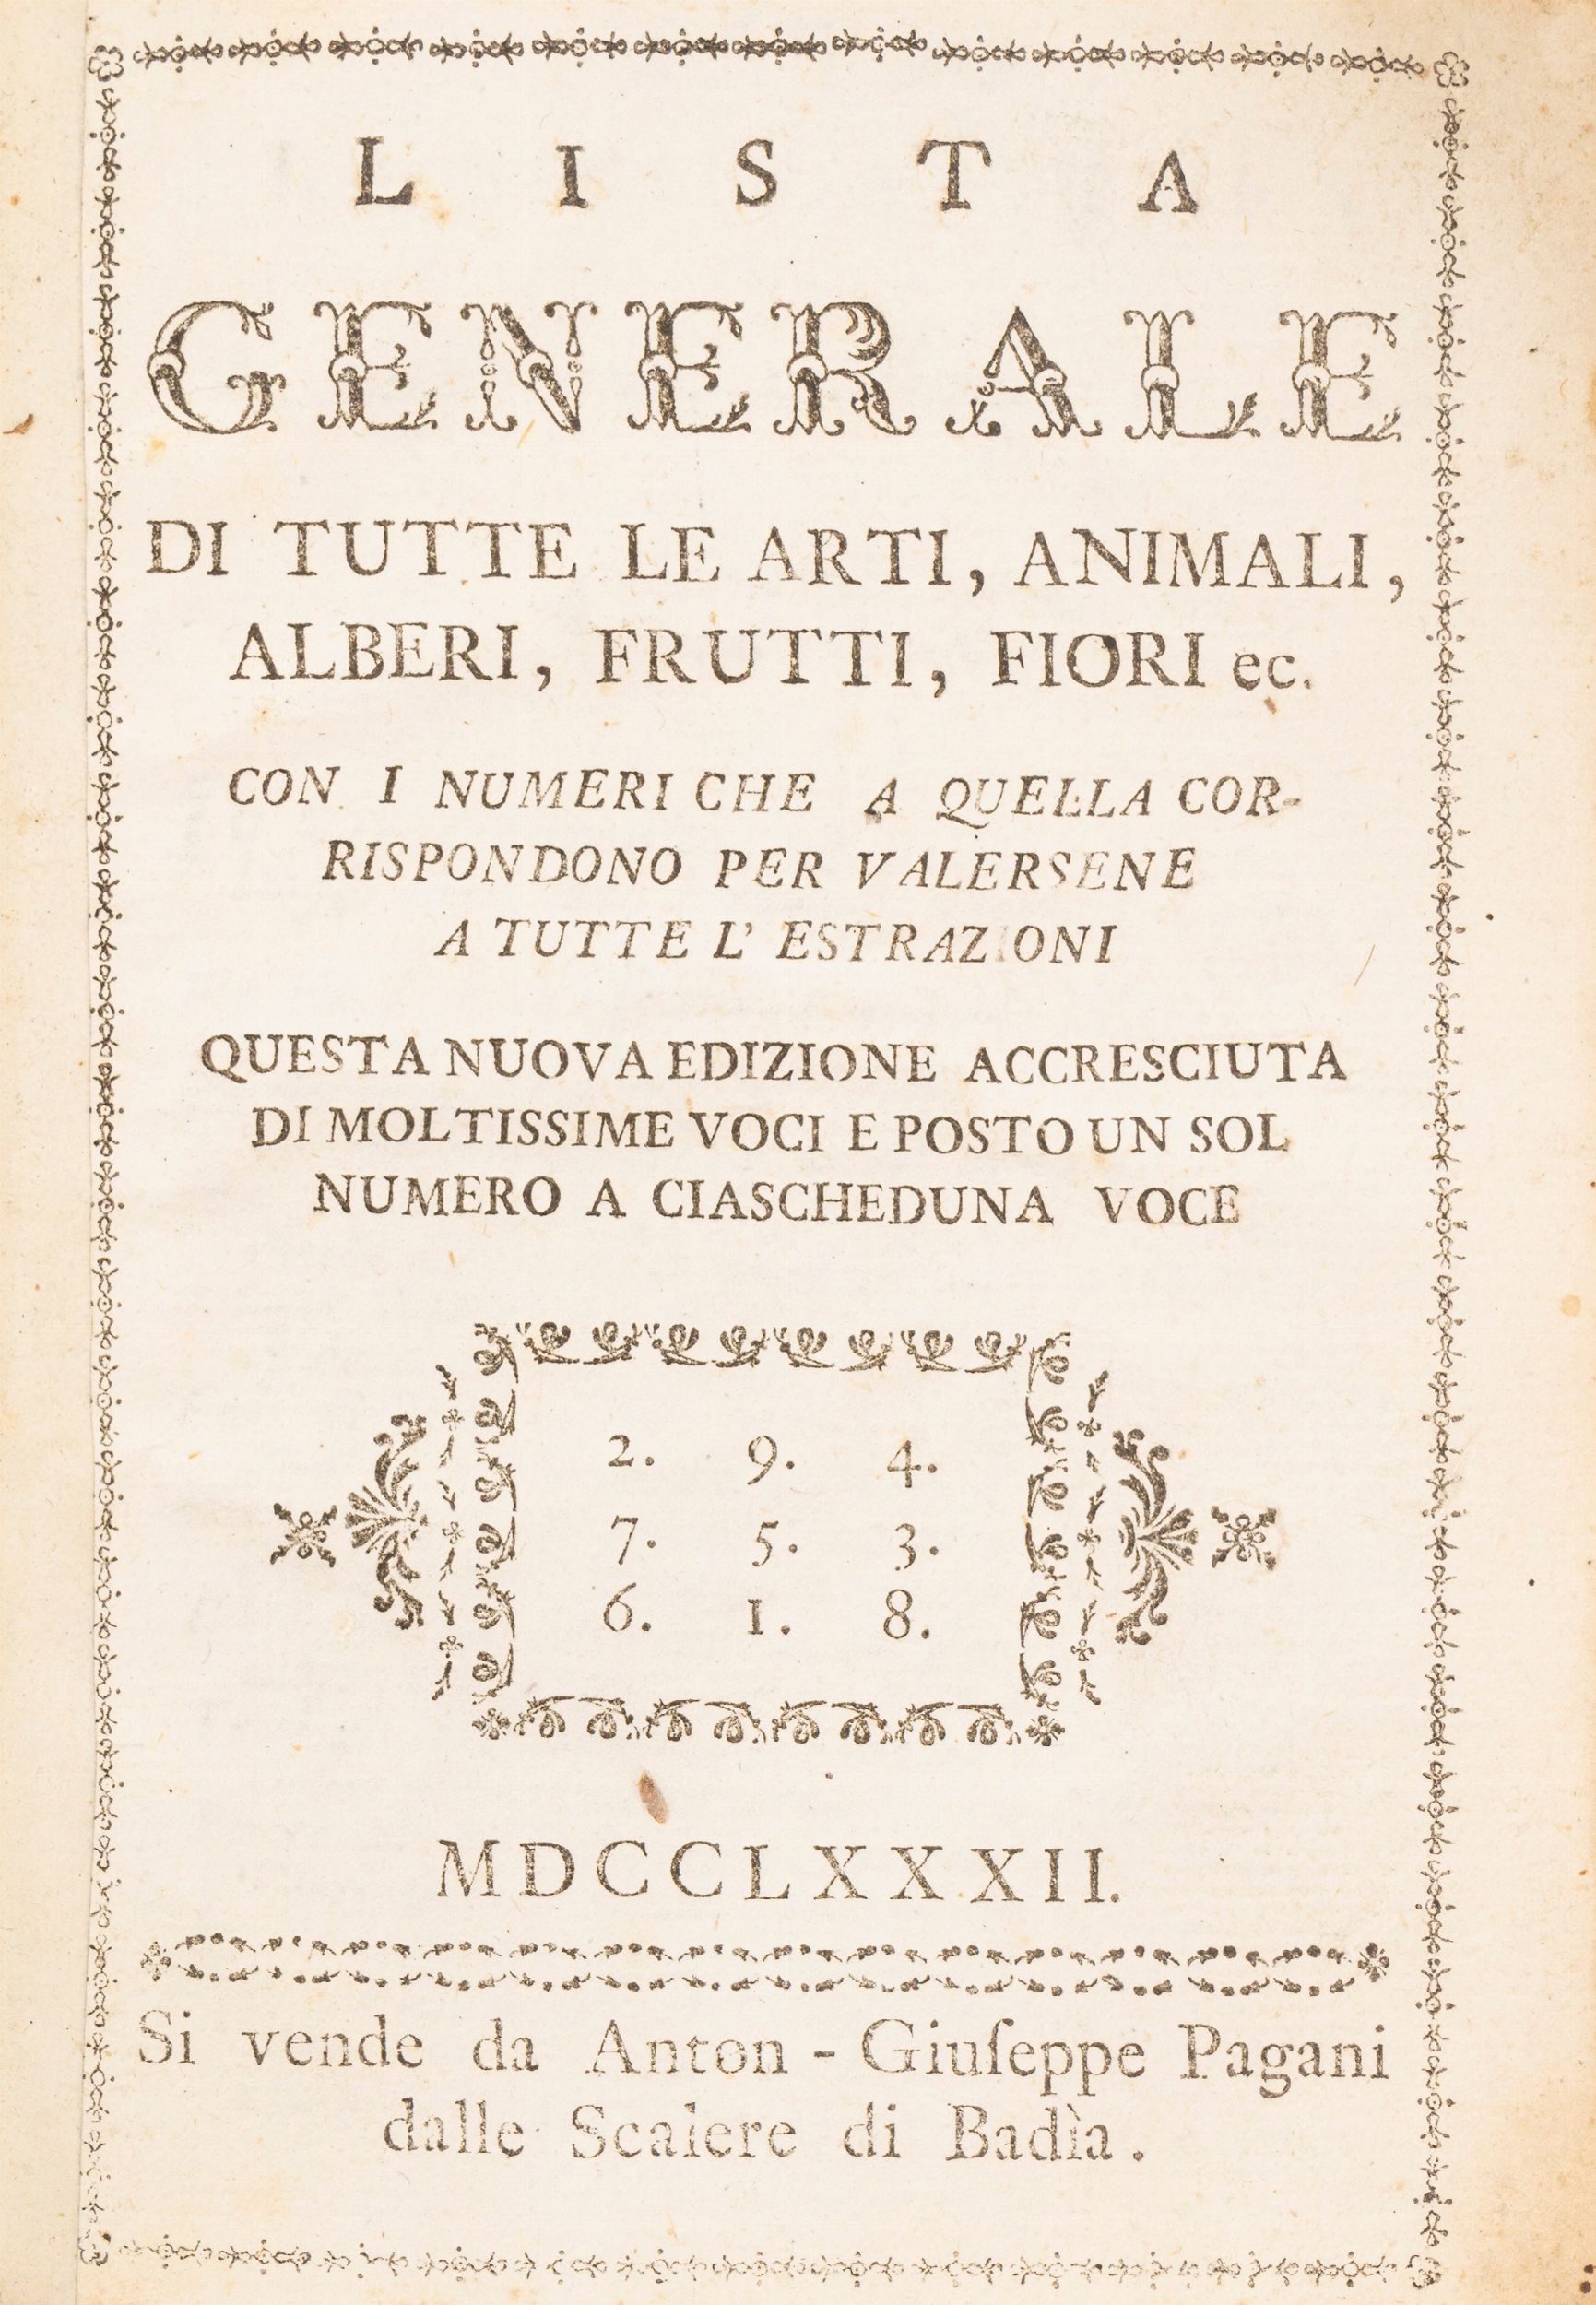 LISTA
GENERALE
DI TUTTE LE ARTI, ANIMALI,
ALBERI, FRUTTI, FIORI ec.
CON I NUMERI CHE A QUELLA COR-
RISPONDONO PER VALERSENE
A TUTTE L' ESTRAZIONI
QUESTA NUOVA EDIZIONE ACCRESCIUTA
DI MOLTISSIME VOCI E POSTO UN SOL
NUMERO A CIASCHEDUNA VOCE
2. 9. 4.
7. 5. 3.
6. 1. 8.
MDCCLXXXII.
Si vende da Anton - Giuſeppe Pagani
dalle Scalere di Badìa.